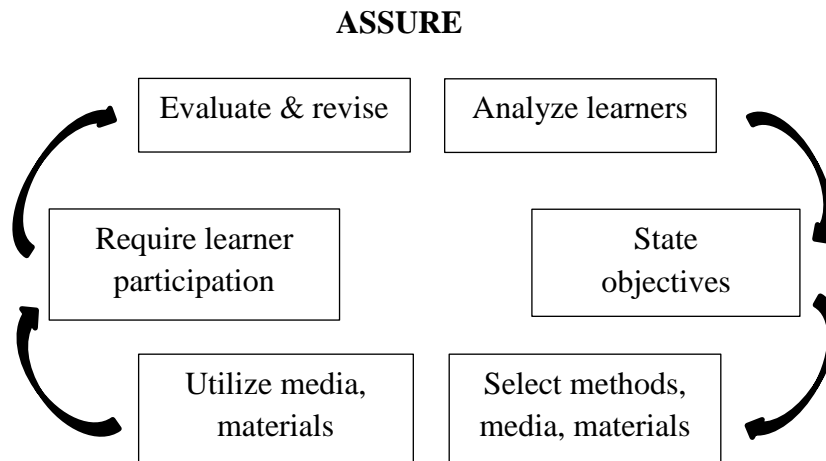 ASSURE
Evaluate & revise
Analyze learners
Require learner
participation
State
objectives
Utilize media,
materials
Select methods,
media, materials